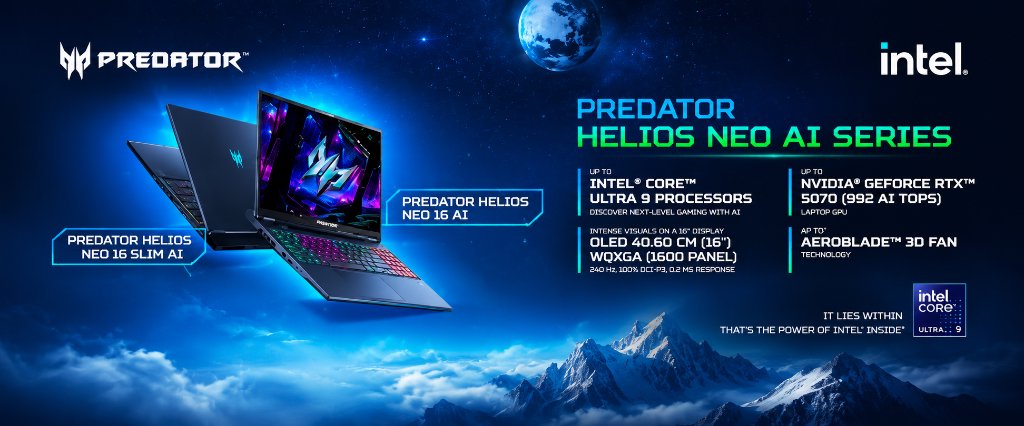 PREDATOR™
intel®
PREDATOR
HELIOS NEO AI SERIES
UP TO
INTEL® CORE™
ULTRA 9 PROCESSORS
DISCOVER NEXT-LEVEL GAMING WITH AI
UP TO
NVIDIA® GEFORCE RTX™
5070 (992 AI TOPS)
LAPTOP GPU
INTENSE VISUALS ON A 16" DISPLAY
OLED 40.60 CM (16")
WQXGA (1600 PANEL)
240 Hz, 100% DCI-P3, 0.2 MS RESPONSE
AP TO*
AEROBLADE™ 3D FAN
TECHNOLOGY
PREDATOR HELIOS
NEO 16 AI
PREDATOR HELIOS
NEO 16 SLIM AI
PREDATOR
IT LIES WITHIN
THAT'S THE POWER OF INTEL® INSIDE®
intel
CORE™
ULTRA 9